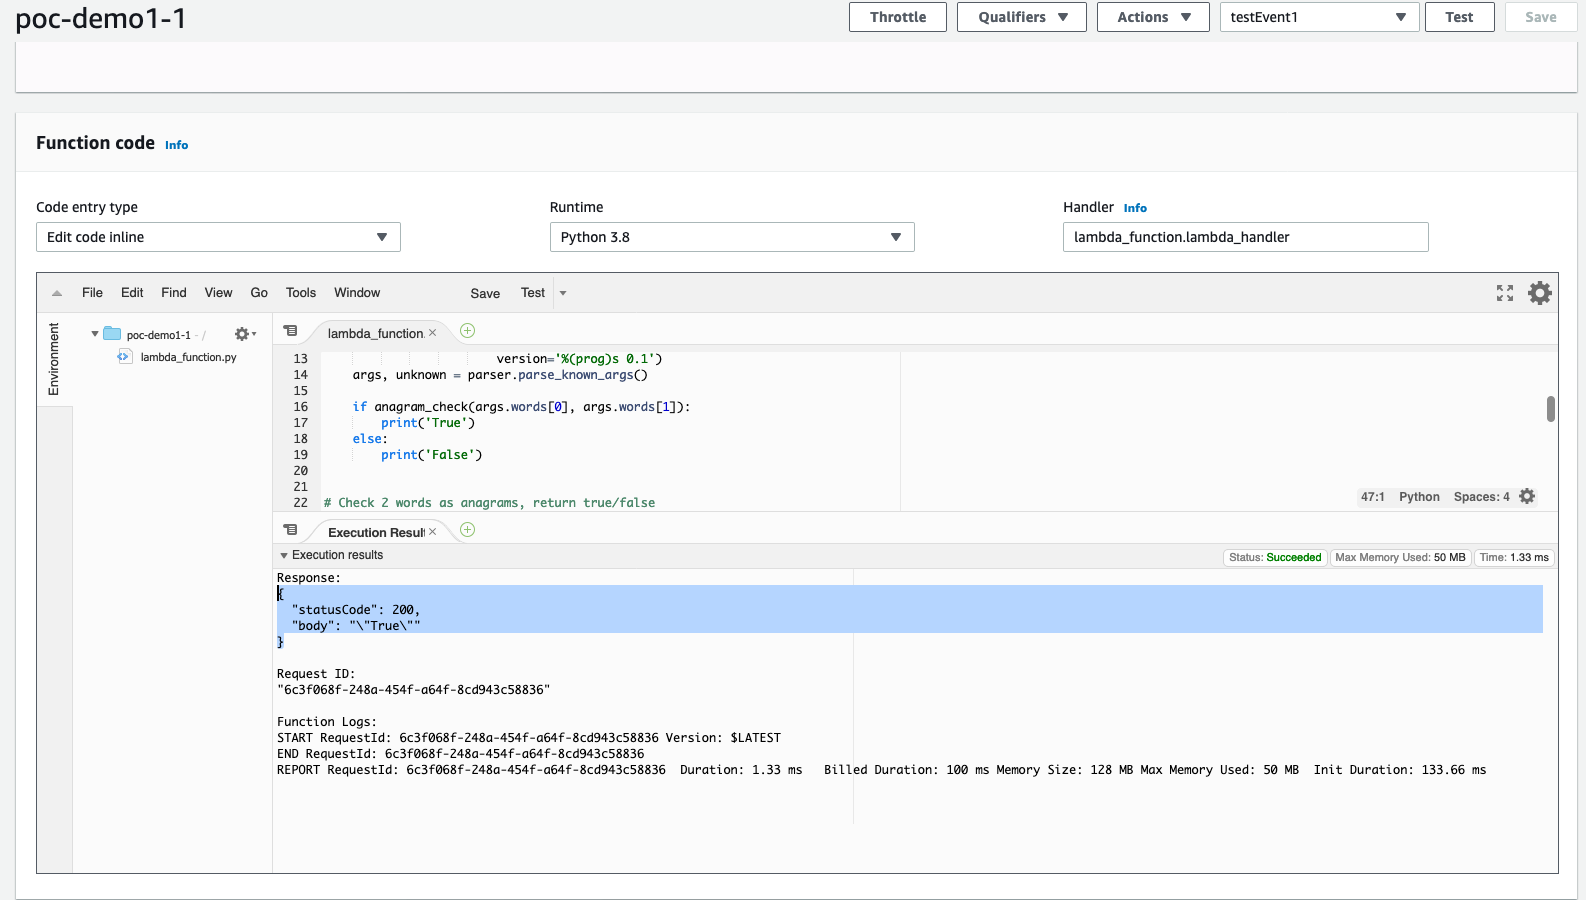 poc-demo1-1 Throttle Qualifiers Actions testEvent1 Test Save
Function code Info
Code entry type Runtime Handler Info
Edit code inline Python 3.8 lambda_function.lambda_handler
File Edit Find View Go Tools Window Save Test
Environment
poc-demo1-1 - /
lambda_function.py
lambda_function.
13 version='%(prog)s 0.1')
14 args, unknown = parser.parse_known_args()
15
16 if anagram_check(args.words[0], args.words[1]):
17 print('True')
18 else:
19 print('False')
20
21
22 # Check 2 words as anagrams, return true/false
47:1 Python Spaces: 4
Execution Result
Execution results Status: Succeeded Max Memory Used: 50 MB Time: 1.33 ms
Response:
{
"statusCode": 200,
"body": "\"True\""
}
Request ID:
"6c3f068f-248a-454f-a64f-8cd943c58836"
Function Logs:
START RequestId: 6c3f068f-248a-454f-a64f-8cd943c58836 Version: $LATEST
END RequestId: 6c3f068f-248a-454f-a64f-8cd943c58836
REPORT RequestId: 6c3f068f-248a-454f-a64f-8cd943c58836 Duration: 1.33 ms Billed Duration: 100 ms Memory Size: 128 MB Max Memory Used: 50 MB Init Duration: 133.66 ms